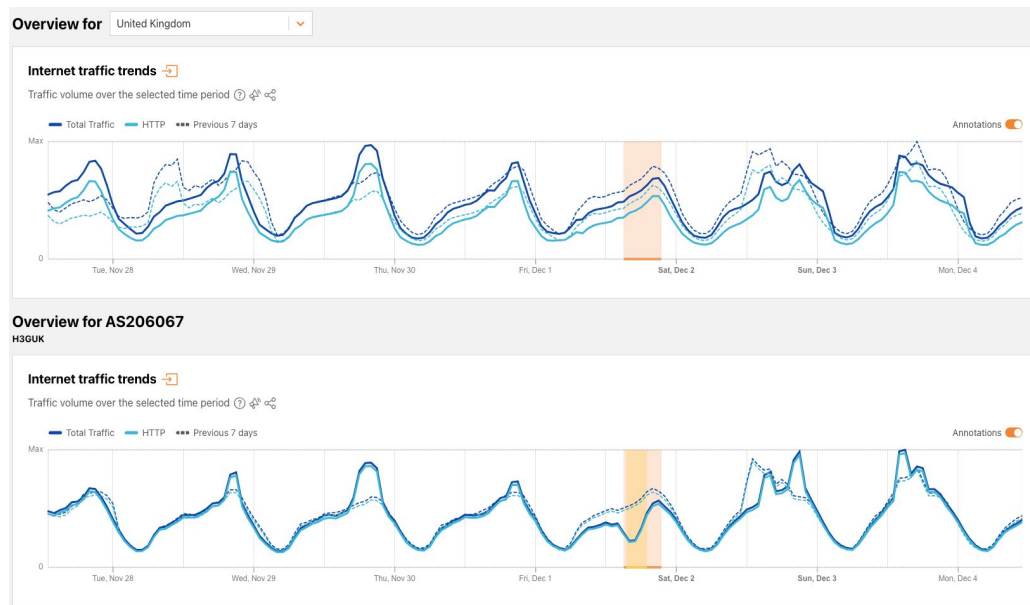 Overview for United Kingdom
Internet traffic trends
Traffic volume over the selected time period
Total Traffic HTTP Previous 7 days Annotations
Max
0
Tue, Nov 28 Wed, Nov 29 Thu, Nov 30 Fri, Dec 1 Sat, Dec 2 Sun, Dec 3 Mon, Dec 4
Overview for AS206067
H3GUK
Internet traffic trends
Traffic volume over the selected time period
Total Traffic HTTP Previous 7 days Annotations
Max
0
Tue, Nov 28 Wed, Nov 29 Thu, Nov 30 Fri, Dec 1 Sat, Dec 2 Sun, Dec 3 Mon, Dec 4